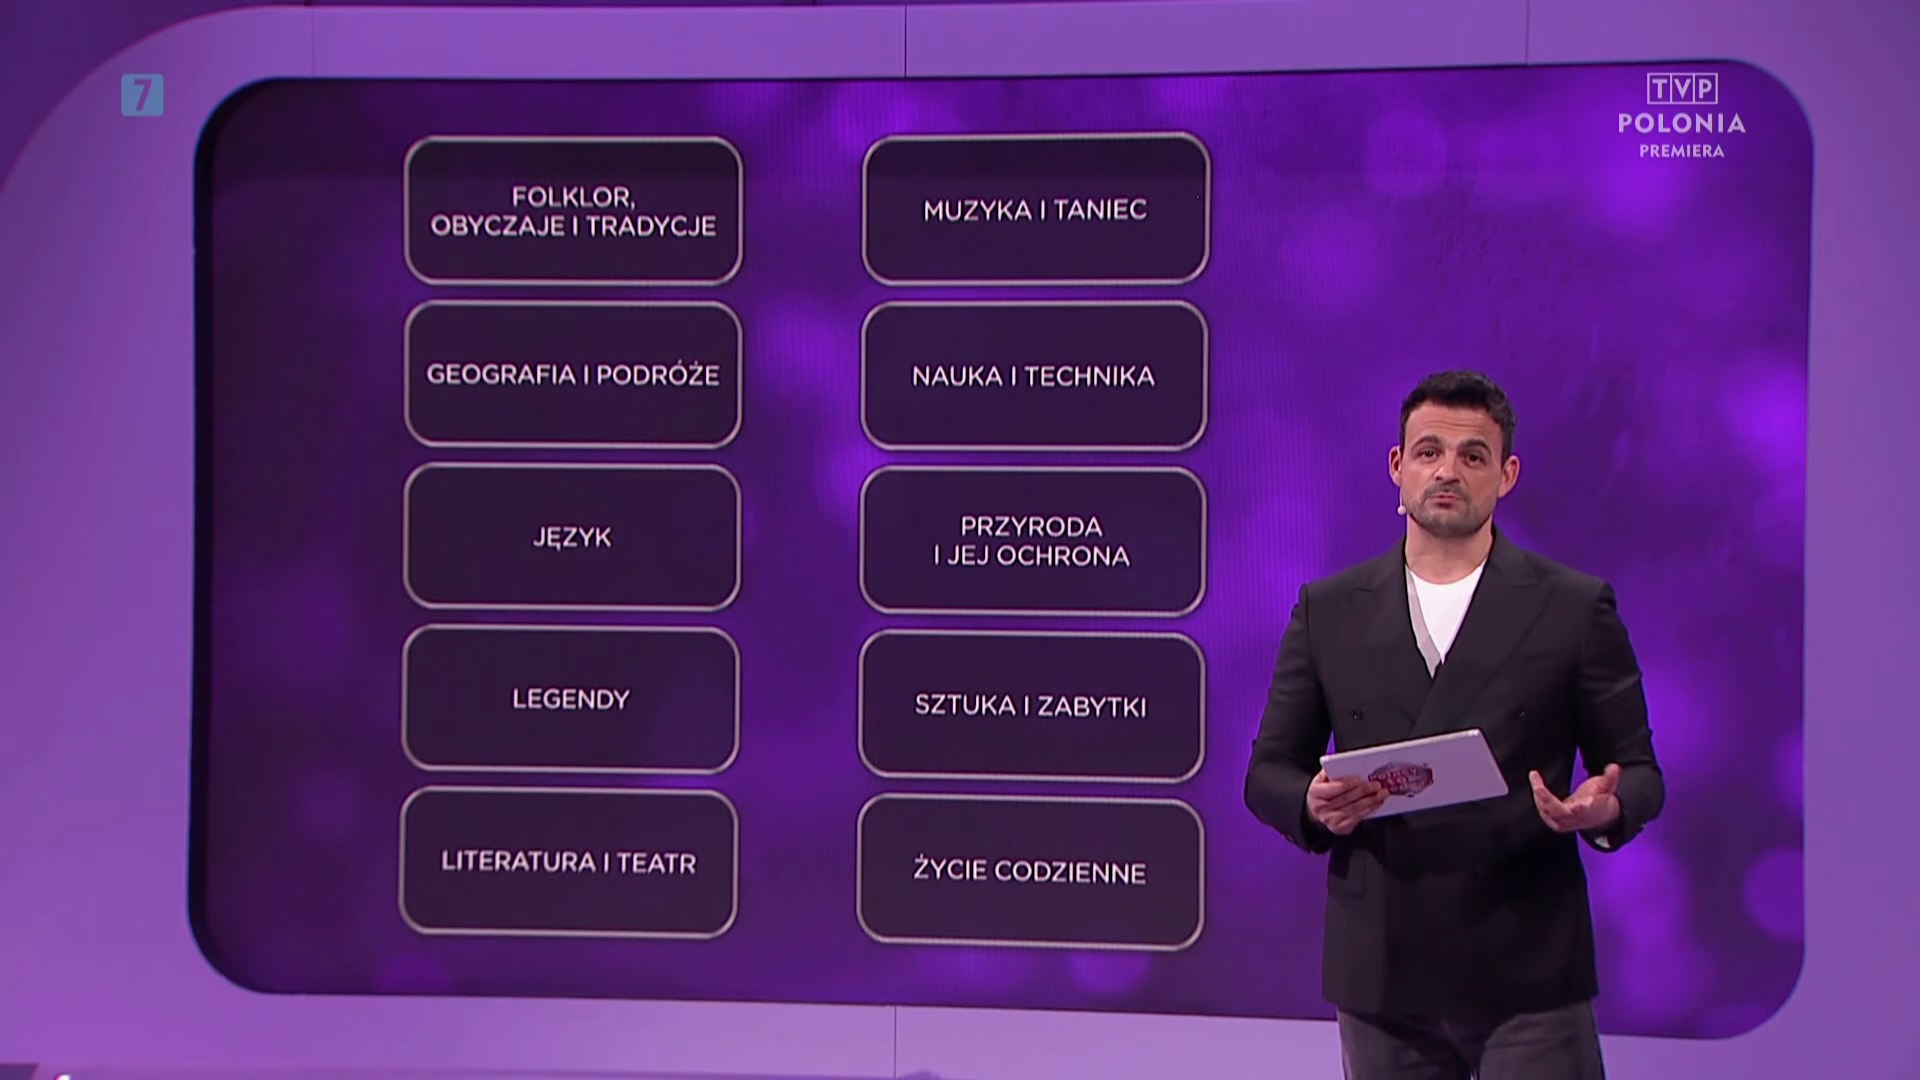 7
TVP
POLONIA
PREMIERA
FOLKLOR,
OBYCZAJE I TRADYCJE
GEOGRAFIA I PODRÓŻE
JĘZYK
LEGENDY
LITERATURA I TEATR
MUZYKA I TANIEC
NAUKA I TECHNIKA
PRZYRODA
I JEJ OCHRONA
SZTUKA I ZABYTKI
ŻYCIE CODZIENNE